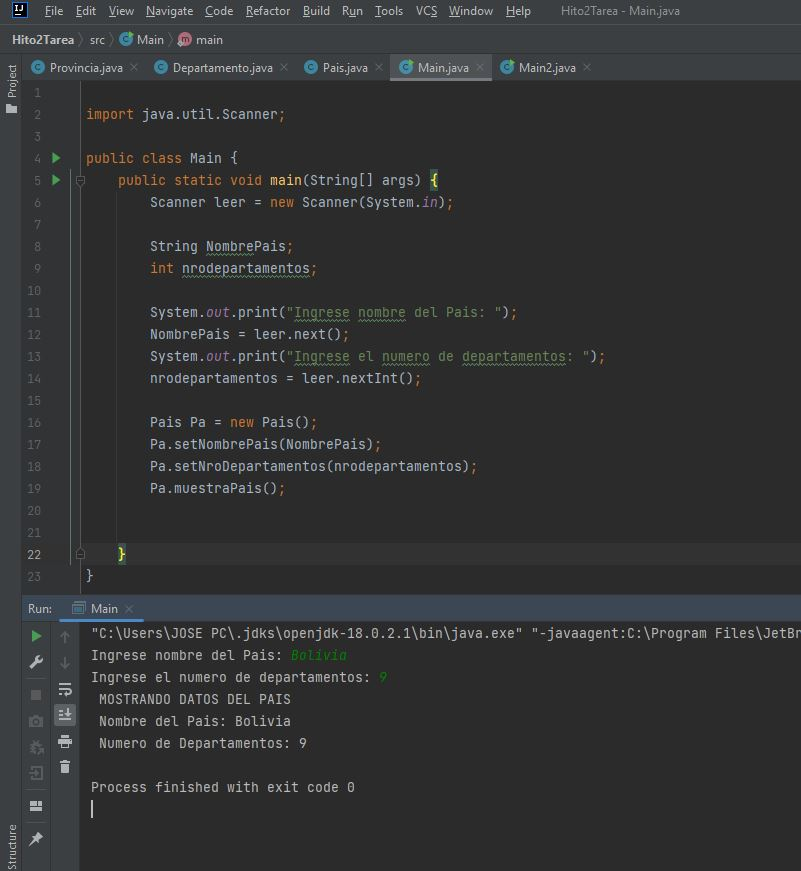 File Edit View Navigate Code Refactor Build Run Tools VCS Window Help Hito2Tarea - Main.java
Hito2Tarea src Main main
Project
Provincia.java Departamento.java Pais.java Main.java Main2.java
1
2 import java.util.Scanner;
3
4 public class Main {
5 public static void main(String[] args) {
6 Scanner leer = new Scanner(System.in);
7
8 String NombrePais;
9 int nrodepartamentos;
10
11 System.out.print("Ingrese nombre del Pais: ");
12 NombrePais = leer.next();
13 System.out.print("Ingrese el numero de departamentos: ");
14 nrodepartamentos = leer.nextInt();
15
16 Pais Pa = new Pais();
17 Pa.setNombrePais(NombrePais);
18 Pa.setNroDepartamentos(nrodepartamentos);
19 Pa.muestraPais();
20
21
22 }
23 }
Run: Main
"C:\Users\JOSE PC\.jdks\openjdk-18.0.2.1\bin\java.exe" "-javaagent:C:\Program Files\JetBr
Ingrese nombre del Pais: Bolivia
Ingrese el numero de departamentos: 9
MOSTRANDO DATOS DEL PAIS
Nombre del Pais: Bolivia
Numero de Departamentos: 9
Process finished with exit code 0
Structure